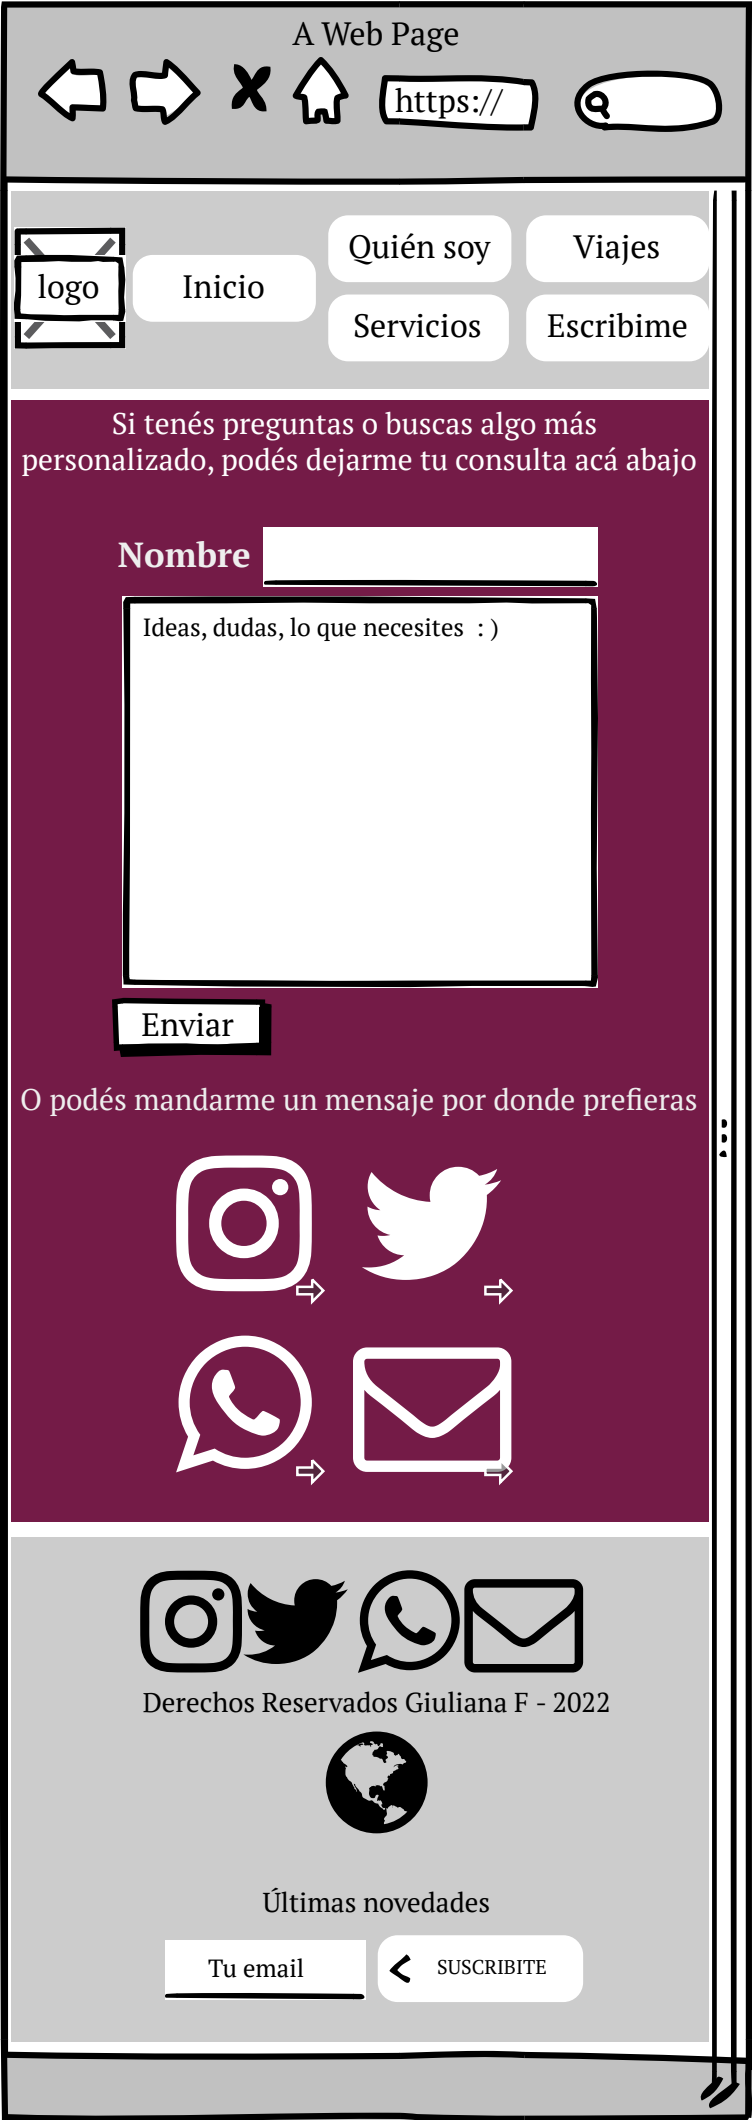 A Web Page
https://
logo
Inicio
Quién soy
Viajes
Servicios
Escribime
Si tenés preguntas o buscas algo más
personalizado, podés dejarme tu consulta acá abajo
Nombre
Ideas, dudas, lo que necesites : )
Enviar
O podés mandarme un mensaje por donde prefieras
Derechos Reservados Giuliana F - 2022
Últimas novedades
Tu email
SUSCRIBITE